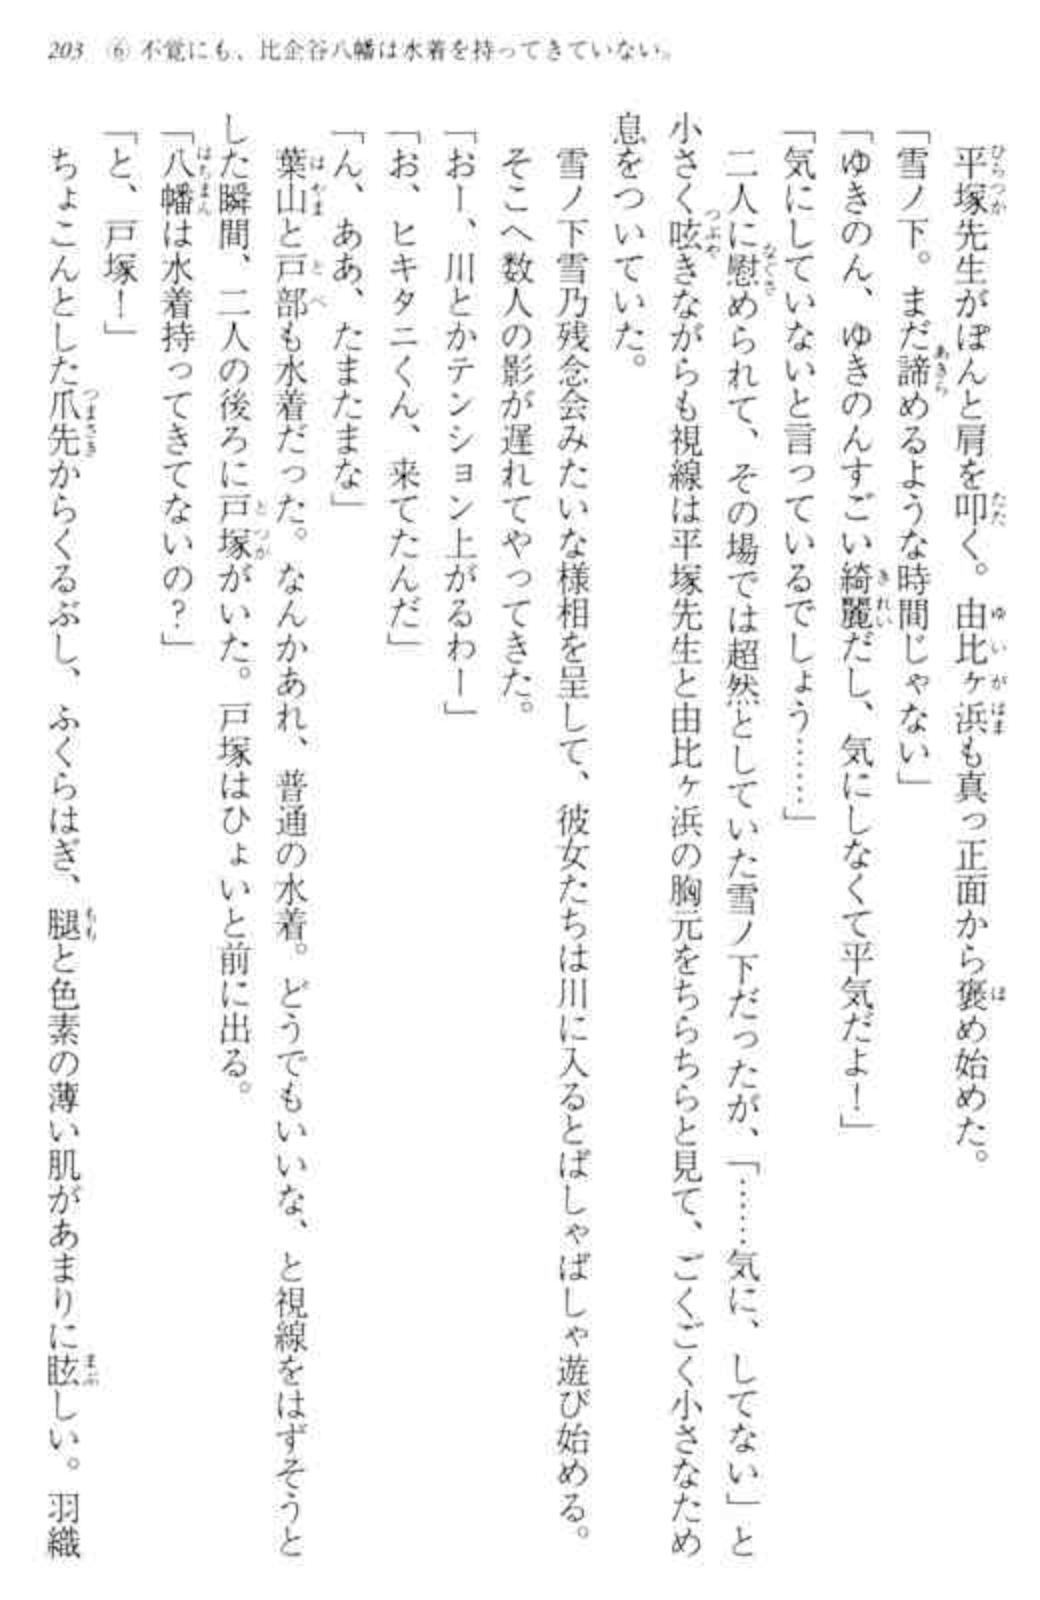 203　⑥ 不覚にも、比企谷八幡は水着を持ってきていない。
平塚先生がぽんと肩を叩く。由比ヶ浜も真っ正面から褒め始めた。
「雪ノ下。まだ諦めるような時間じゃない」
「ゆきのん、ゆきのんすごい綺麗だし、気にしなくて平気だよ！」
「気にしていないと言っているでしょう……」
二人に慰められて、その場では超然としていた雪ノ下だったが、「……気に、してない」と
小さく呟きながらも視線は平塚先生と由比ヶ浜の胸元をちらちらと見て、ごくごく小さなため
息をついていた。
雪ノ下雪乃残念会みたいな様相を呈して、彼女たちは川に入るとばしゃばしゃ遊び始める。
そこへ数人の影が遅れてやってきた。
「おー、川とかテンション上がるわー」
「お、ヒキタニくん、来てたんだ」
「ん、ああ、たまたまな」
葉山と戸部も水着だった。なんかあれ、普通の水着。どうでもいいな、と視線をはずそうと
した瞬間、二人の後ろに戸塚がいた。戸塚はひょいと前に出る。
「八幡は水着持ってきてないの？」
「と、戸塚！」
ちょこんとした爪先からくるぶし、ふくらはぎ、腿と色素の薄い肌があまりに眩しい。羽織